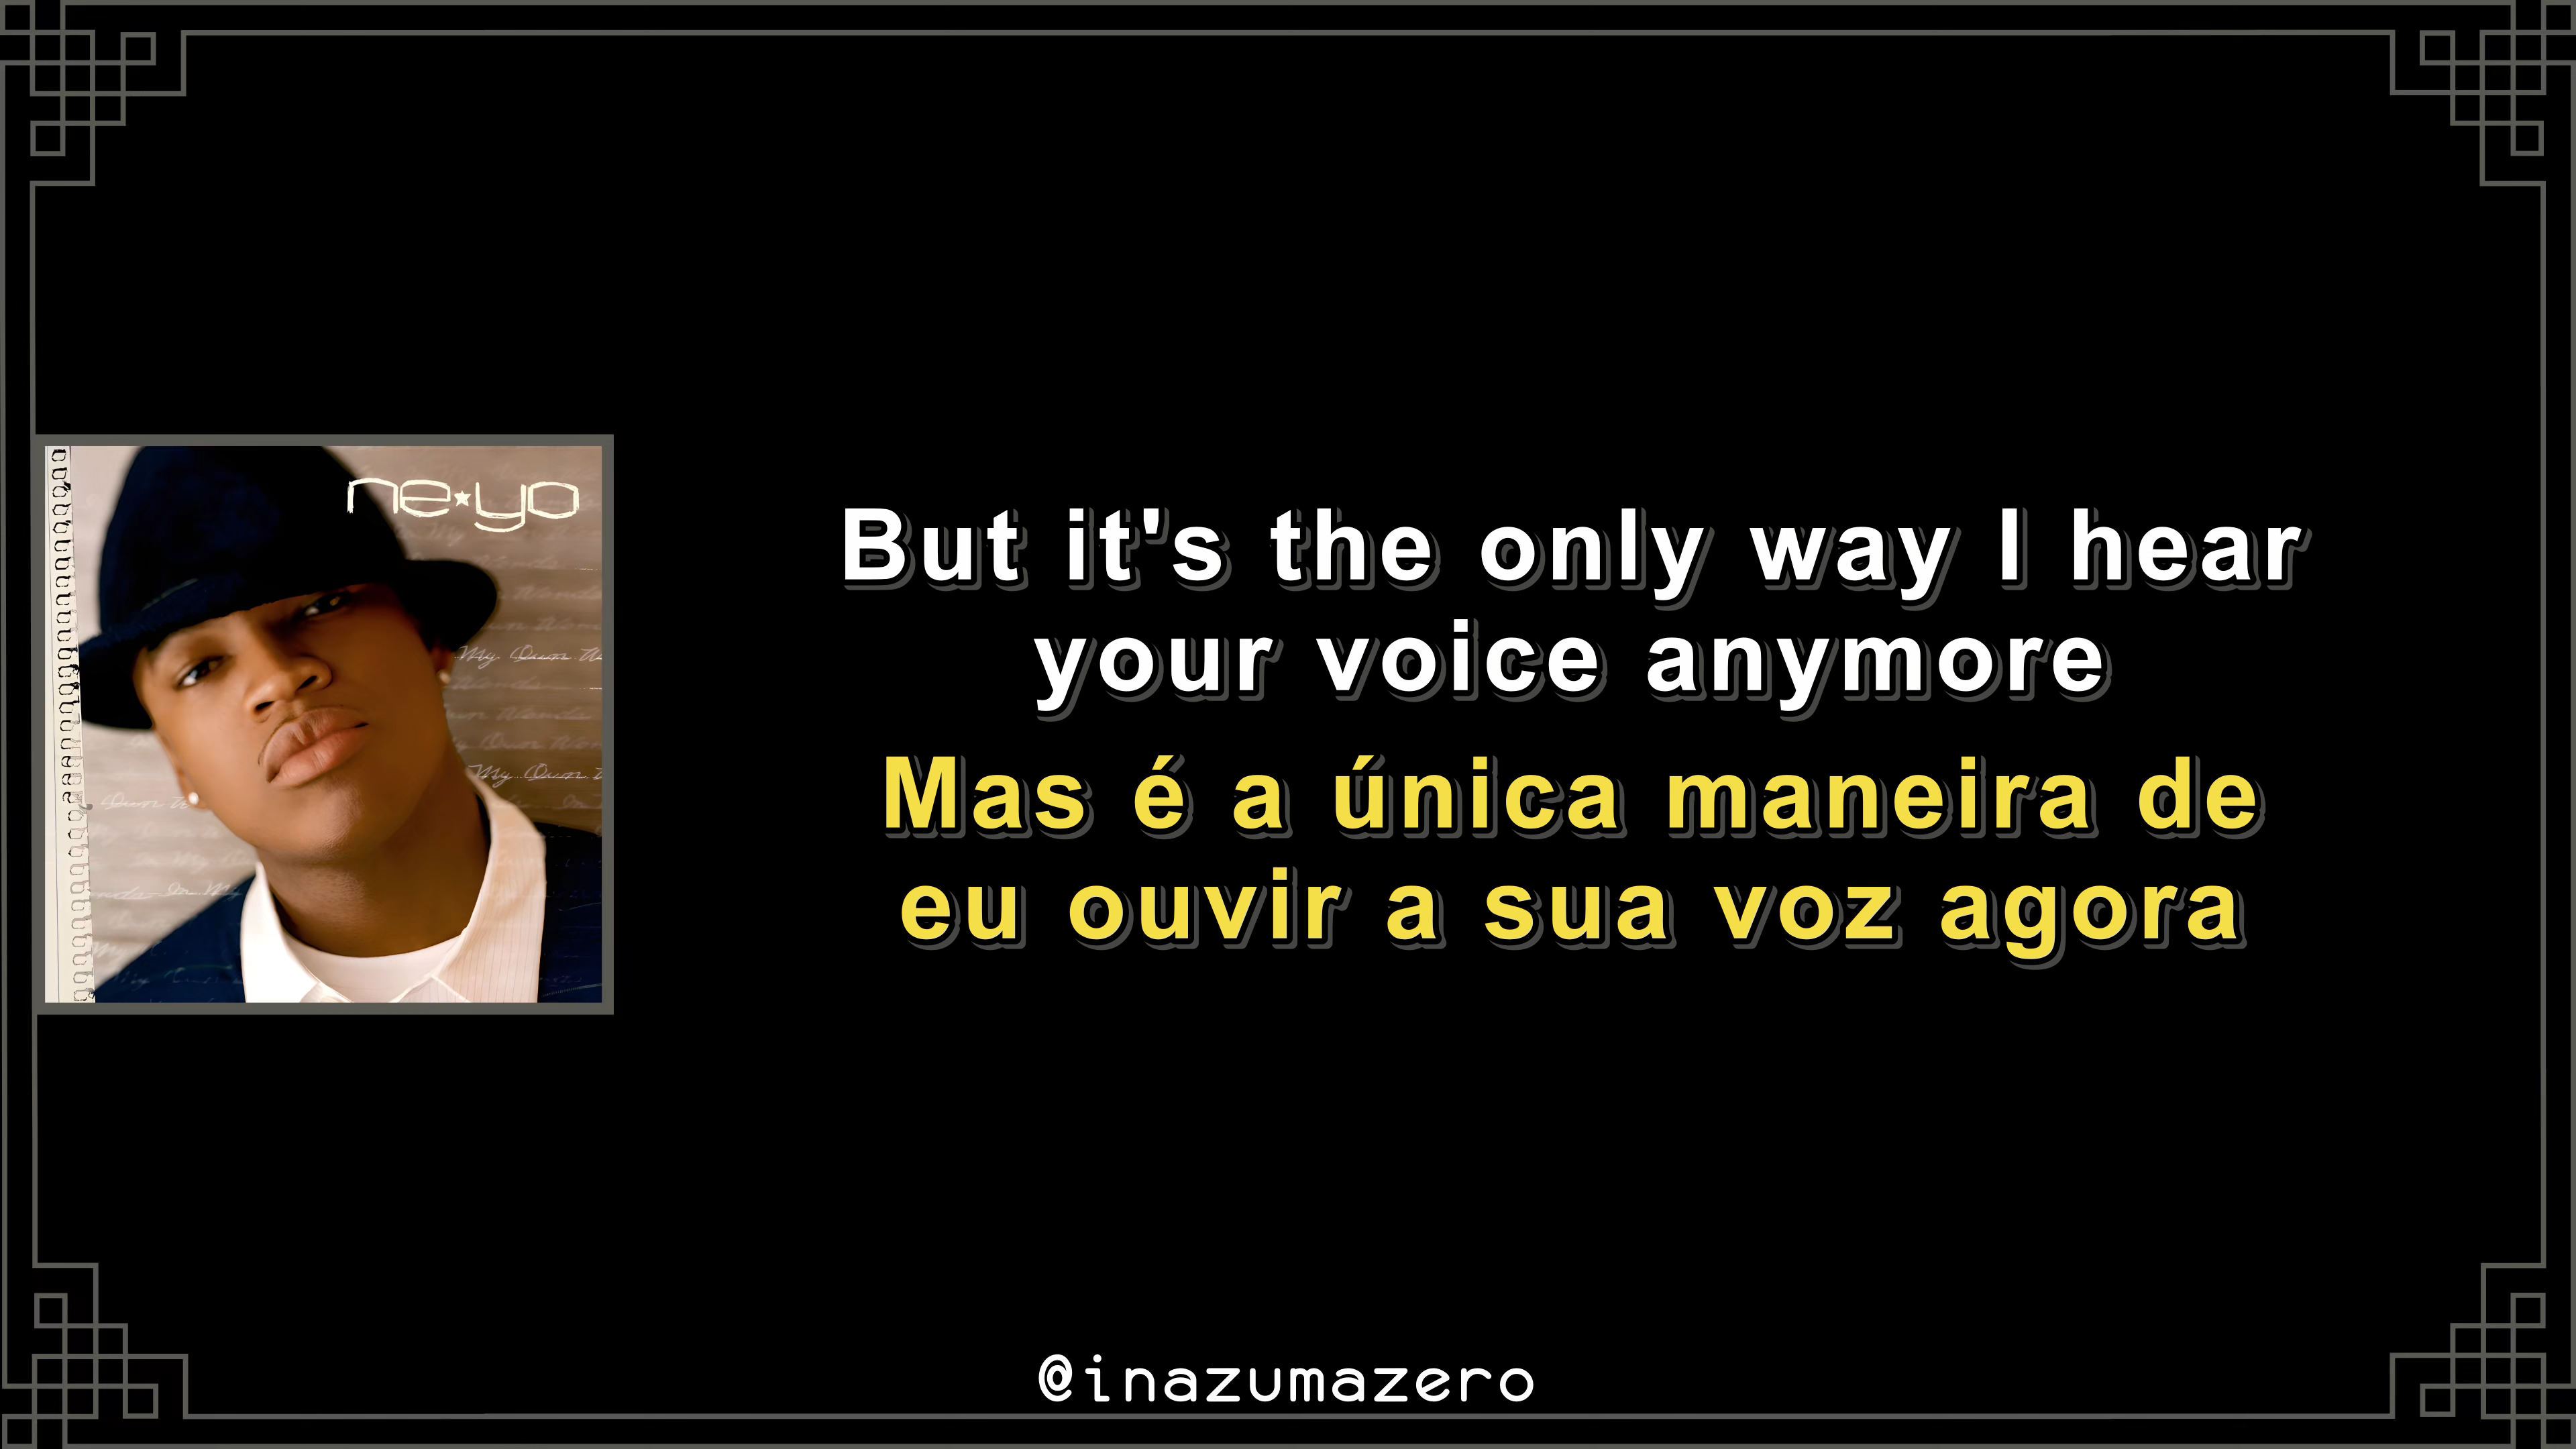 ne★yo
But it's the only way I hear
your voice anymore
Mas é a única maneira de
eu ouvir a sua voz agora
@inazumazero